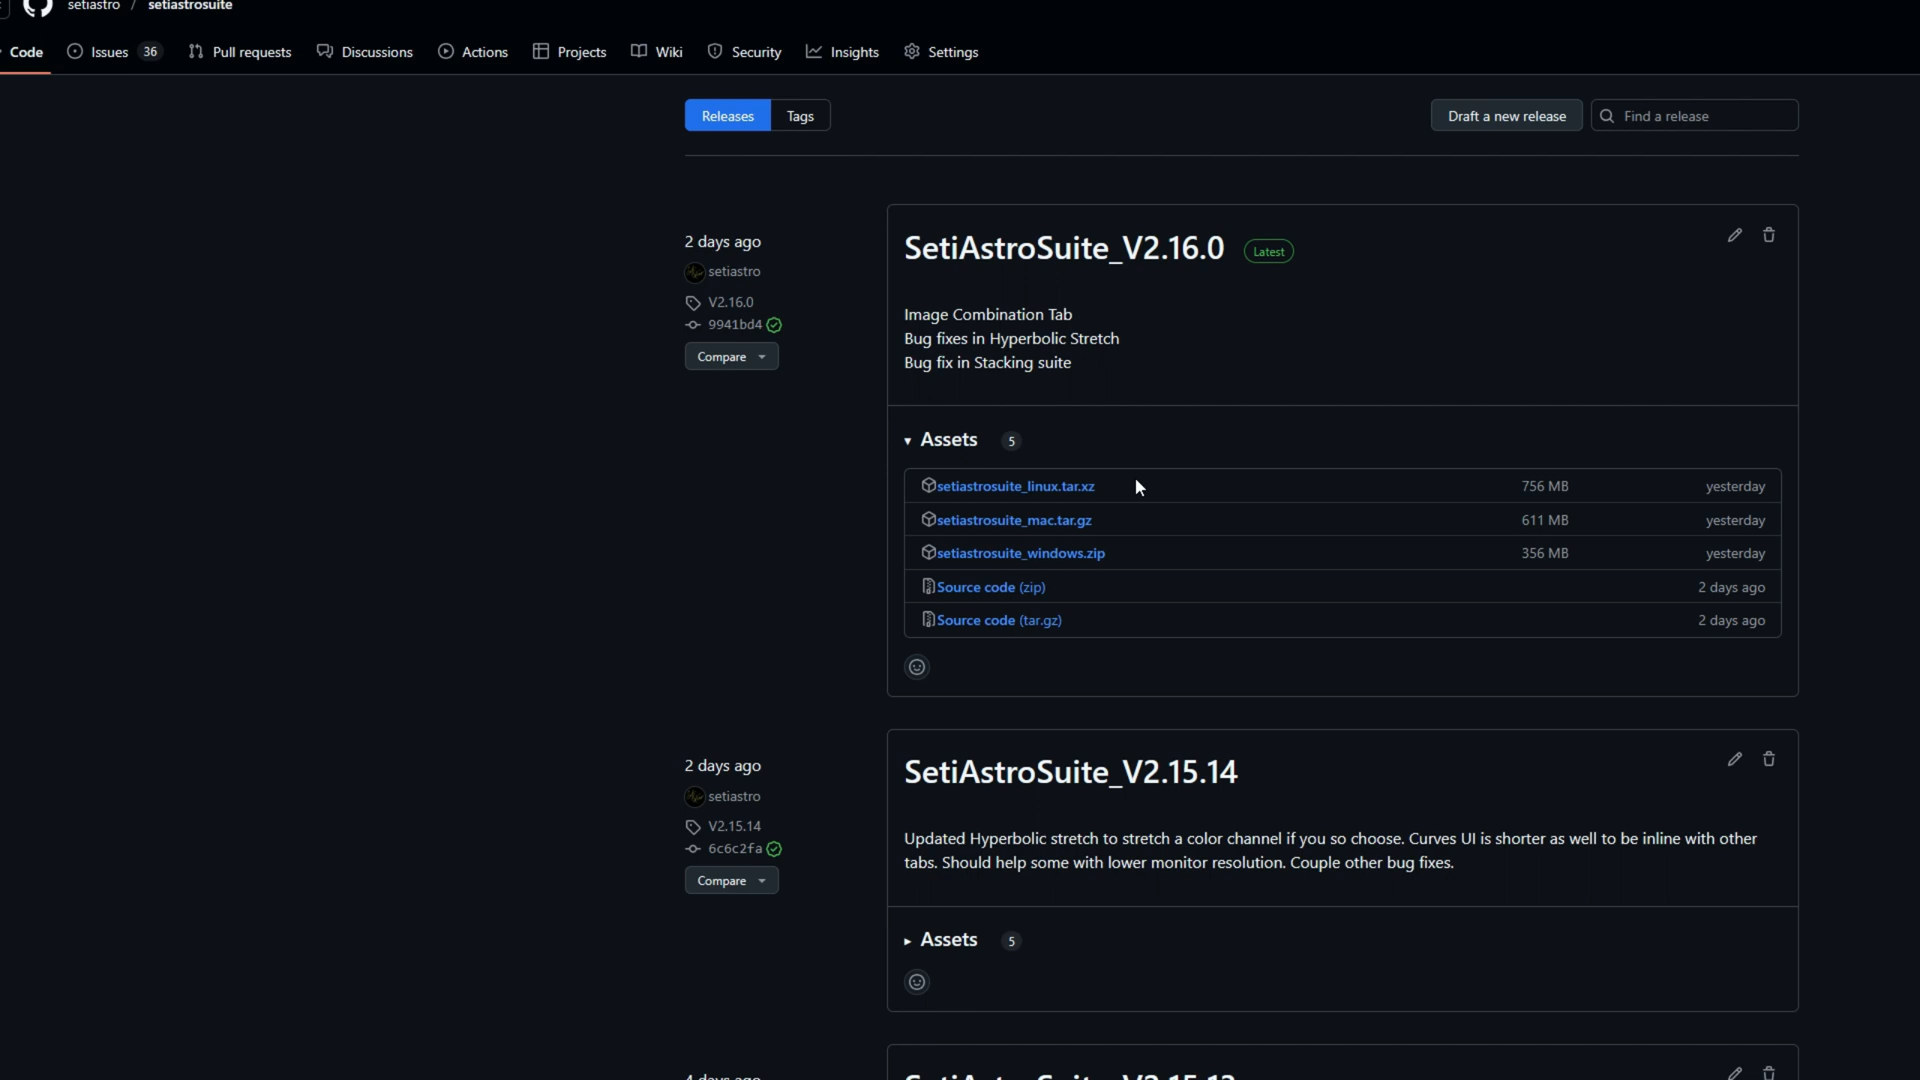 setiastro / setiastrosuite
Code Issues 36 Pull requests Discussions Actions Projects Wiki Security Insights Settings
Releases Tags Draft a new release Find a release
2 days ago
setiastro
V2.16.0
9941bd4
Compare
SetiAstroSuite_V2.16.0 Latest
Image Combination Tab
Bug fixes in Hyperbolic Stretch
Bug fix in Stacking suite
Assets 5
setiastrosuite_linux.tar.xz 756 MB yesterday
setiastrosuite_mac.tar.gz 611 MB yesterday
setiastrosuite_windows.zip 356 MB yesterday
Source code (zip) 2 days ago
Source code (tar.gz) 2 days ago
2 days ago
setiastro
V2.15.14
6c6c2fa
Compare
SetiAstroSuite_V2.15.14
Updated Hyperbolic stretch to stretch a color channel if you so choose. Curves UI is shorter as well to be inline with other
tabs. Should help some with lower monitor resolution. Couple other bug fixes.
Assets 5
4 days ago